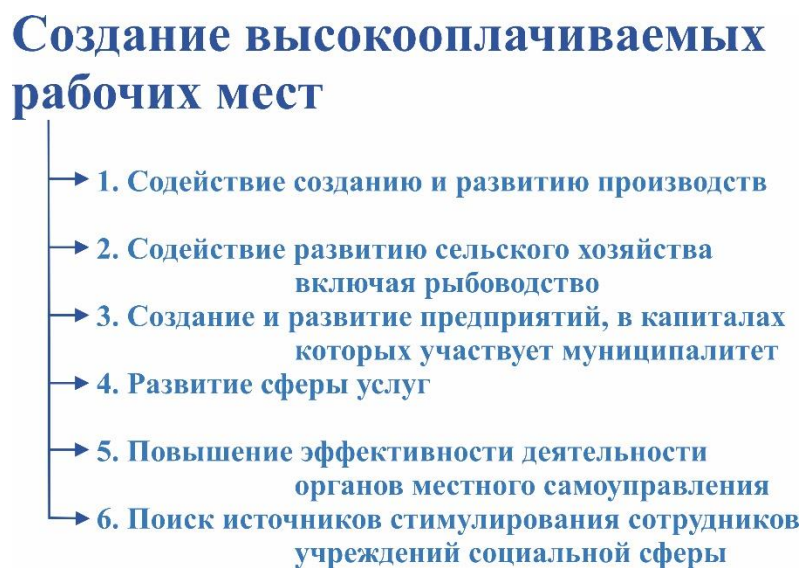 Создание высокооплачиваемых
рабочих мест
1. Содействие созданию и развитию производств
2. Содействие развитию сельского хозяйства
включая рыбоводство
3. Создание и развитие предприятий, в капиталах
которых участвует муниципалитет
4. Развитие сферы услуг
5. Повышение эффективности деятельности
органов местного самоуправления
6. Поиск источников стимулирования сотрудников
учреждений социальной сферы